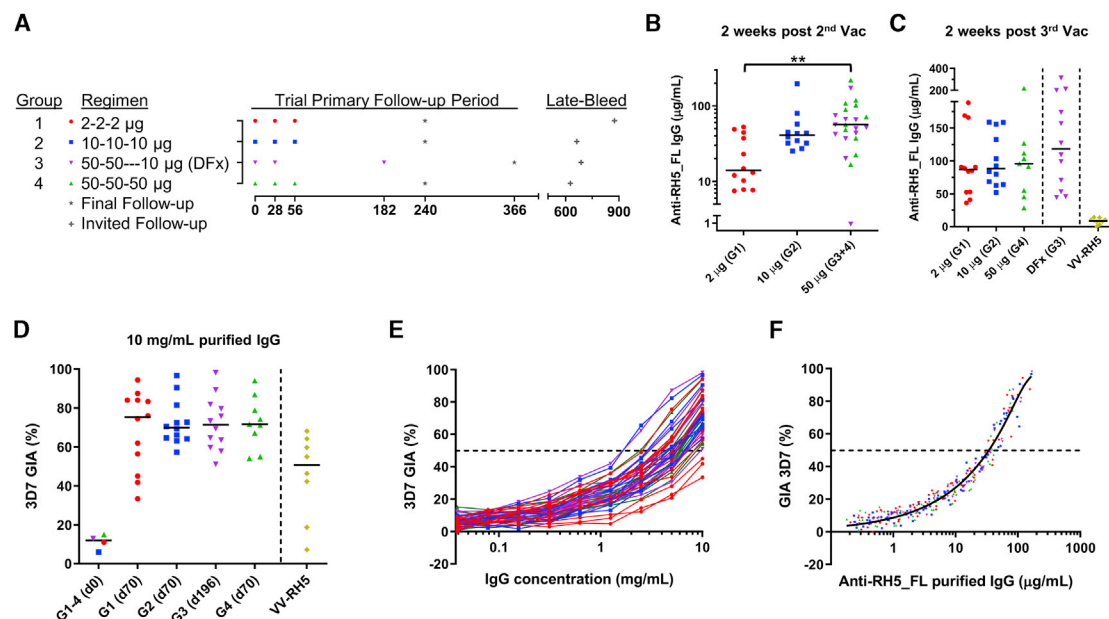 A
Group Regimen Trial Primary Follow-up Period Late-Bleed
1 2-2-2 µg
2 10-10-10 µg
3 50-50---10 µg (DFx)
4 50-50-50 µg
* Final Follow-up
+ Invited Follow-up
0 28 56 182 240 366 600 900
B
2 weeks post 2nd Vac
**
Anti-RH5_FL IgG (µg/mL)
100
10
1
2 µg (G1)
10 µg (G2)
50 µg (G3+4)
C
2 weeks post 3rd Vac
Anti-RH5_FL IgG (µg/mL)
400
200
150
100
50
0
2 µg (G1)
10 µg (G2)
50 µg (G4)
DFx (G3)
VV-RH5
D
10 mg/mL purified IgG
3D7 GIA (%)
100
80
60
40
20
0
G1-4 (d0)
G1 (d70)
G2 (d70)
G3 (d196)
G4 (d70)
VV-RH5
E
3D7 GIA (%)
100
80
60
40
20
0
-20
0.1 1 10
IgG concentration (mg/mL)
F
GIA 3D7 (%)
100
80
60
40
20
0
-20
1 10 100 1000
Anti-RH5_FL purified IgG (µg/mL)